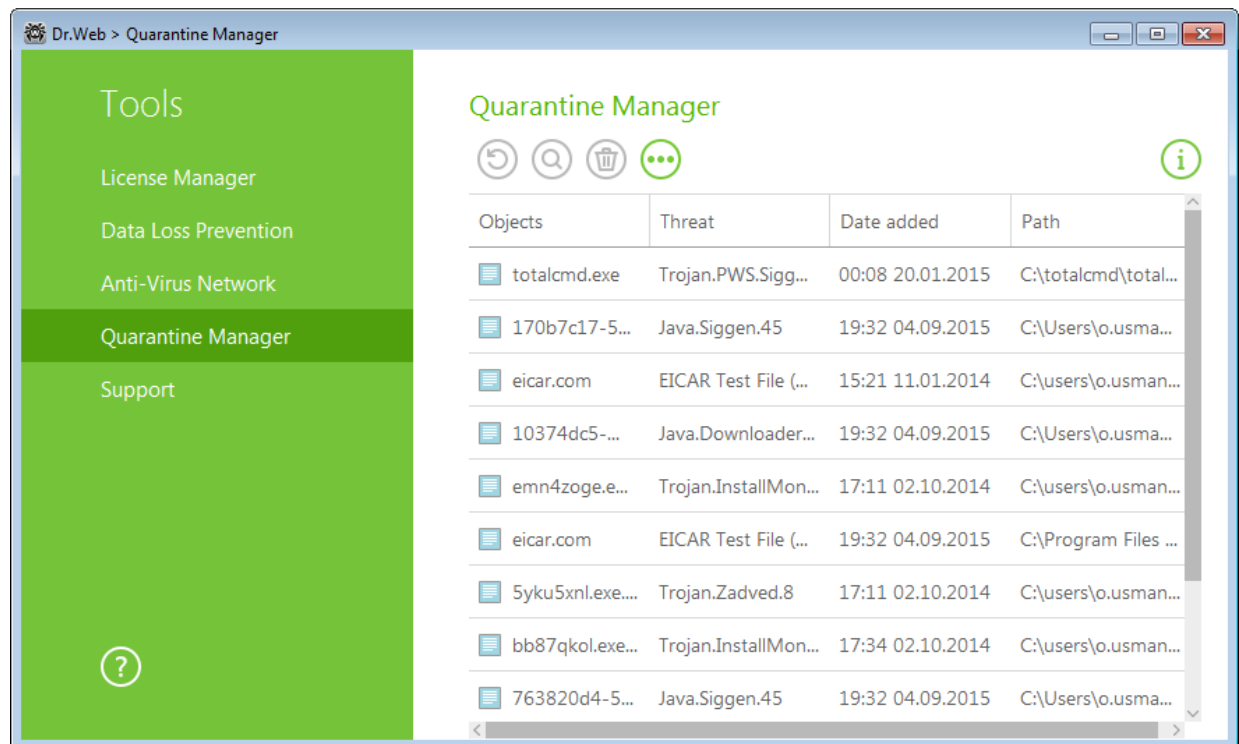 Dr.Web > Quarantine Manager
Tools
License Manager
Data Loss Prevention
Anti-Virus Network
Quarantine Manager
Support
?
Quarantine Manager
i
Objects Threat Date added Path
totalcmd.exe Trojan.PWS.Sigg... 00:08 20.01.2015 C:\totalcmd\total...
170b7c17-5... Java.Siggen.45 19:32 04.09.2015 C:\Users\o.usma...
eicar.com EICAR Test File (... 15:21 11.01.2014 C:\users\o.usman...
10374dc5-... Java.Downloader... 19:32 04.09.2015 C:\Users\o.usma...
emn4zoge.e... Trojan.InstallMon... 17:11 02.10.2014 C:\users\o.usman...
eicar.com EICAR Test File (... 19:32 04.09.2015 C:\Program Files ...
5yku5xnl.exe.... Trojan.Zadved.8 17:11 02.10.2014 C:\users\o.usman...
bb87qkol.exe... Trojan.InstallMon... 17:34 02.10.2014 C:\users\o.usman...
763820d4-5... Java.Siggen.45 19:32 04.09.2015 C:\Users\o.usma...